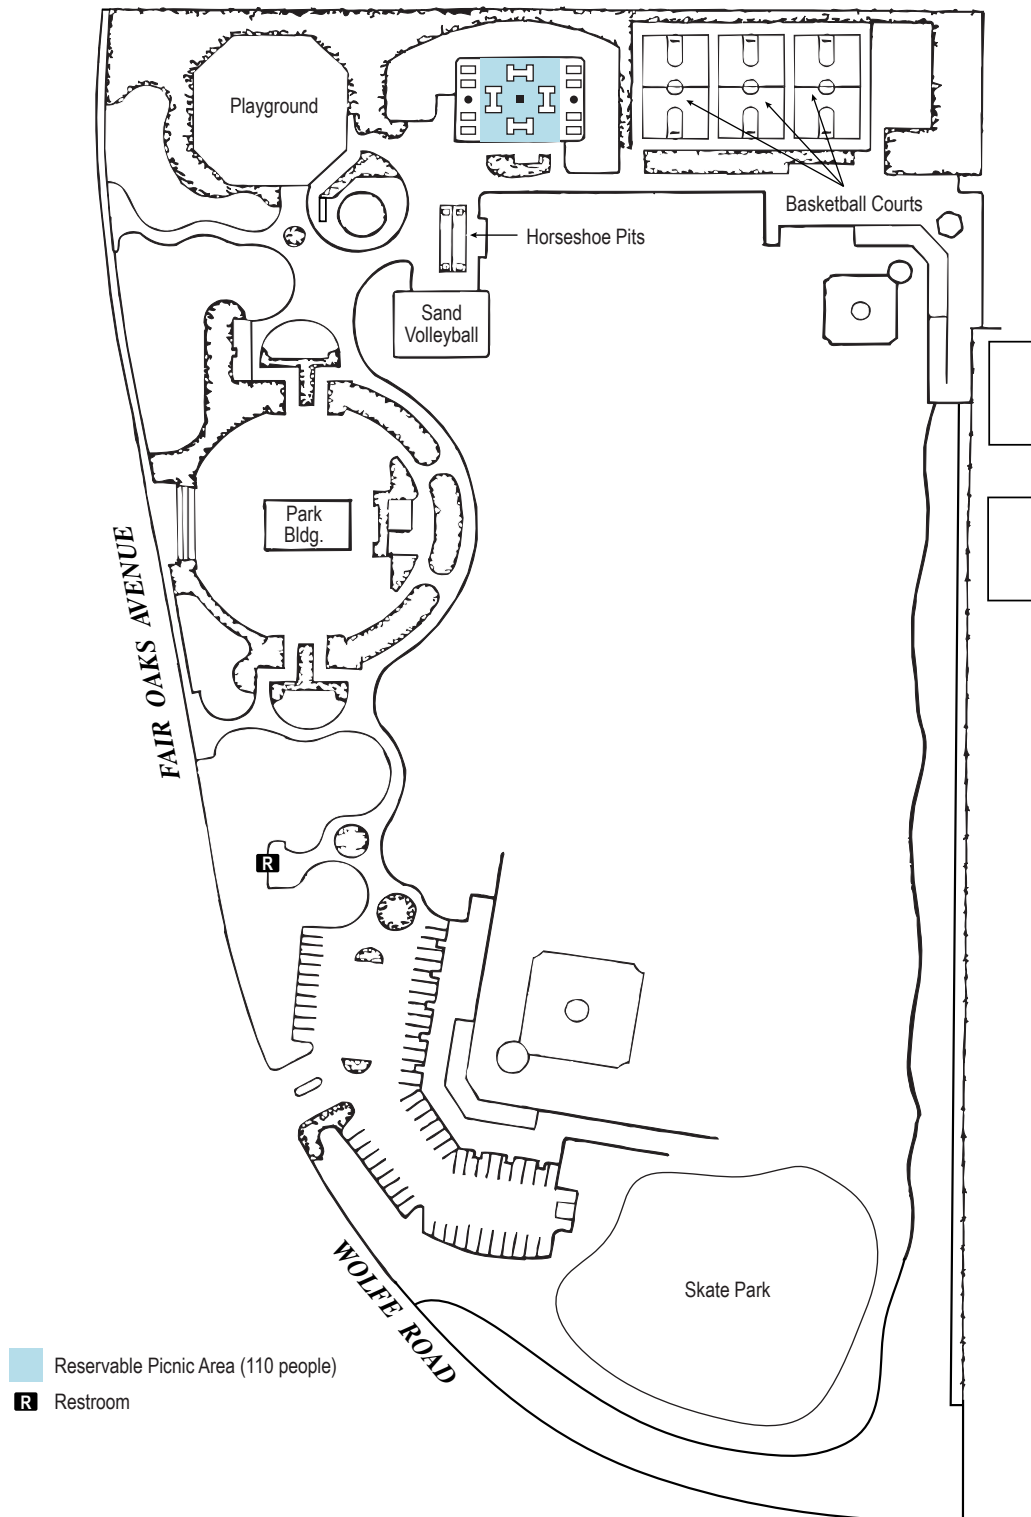 Playground
Basketball Courts
Horseshoe Pits
Sand
Volleyball
Park
Bldg.
FAIR OAKS AVENUE
R
Skate Park
WOLFE ROAD
Reservable Picnic Area (110 people)
R Restroom